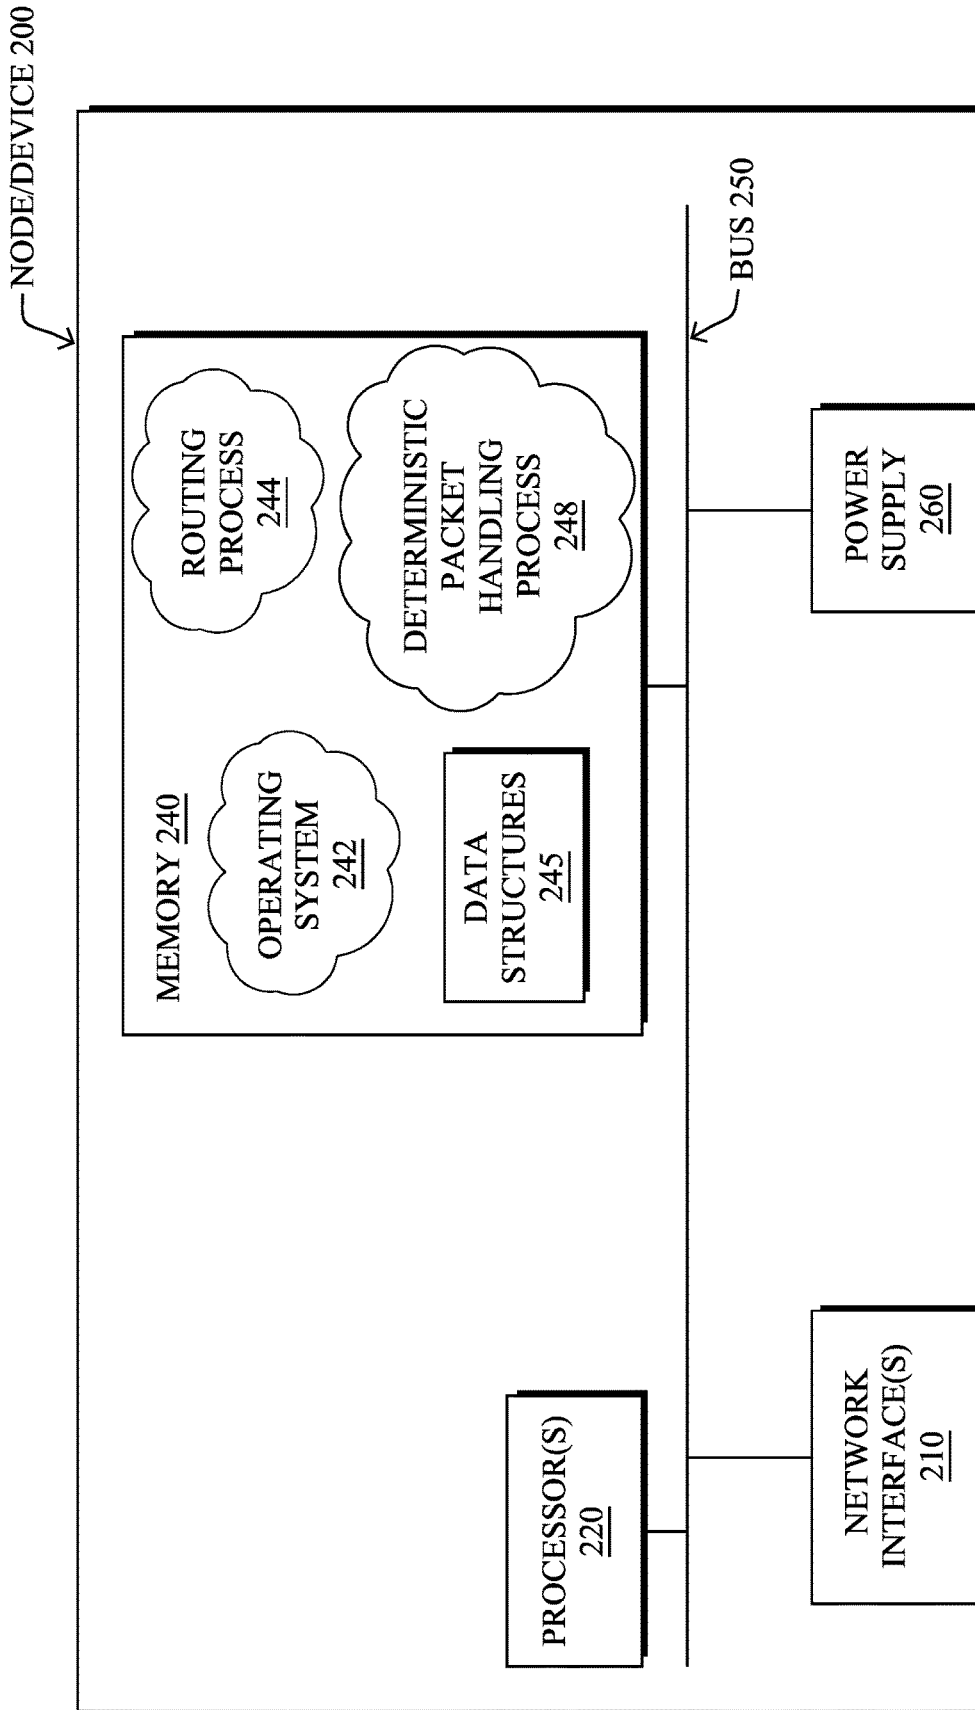 NODE/DEVICE 200
MEMORY 240
OPERATING
SYSTEM
242
ROUTING
PROCESS
244
DATA
STRUCTURES
245
DETERMINISTIC
PACKET
HANDLING
PROCESS
248
PROCESSOR(S)
220
BUS 250
NETWORK
INTERFACE(S)
210
POWER
SUPPLY
260